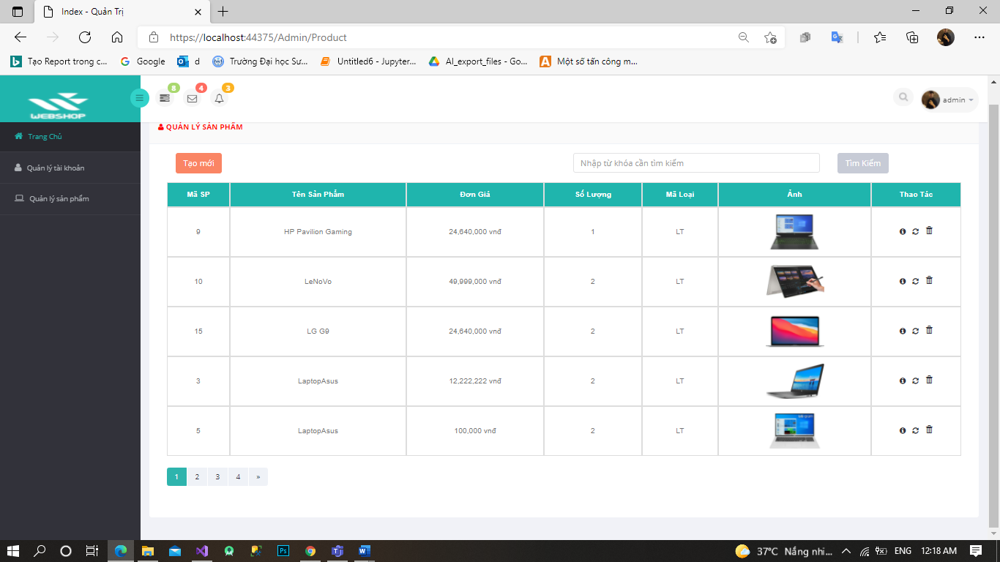 Index - Quản Trị
https://localhost:44375/Admin/Product
Tạo Report trong c... Google d Trường Đại học Sư... Untitled6 - Jupyter... AI_export_files - Go... Một số tấn công m...
WEBSHOP
8 4 3
admin
Trang Chủ
Quản lý tài khoản
Quản lý sản phẩm
QUẢN LÝ SẢN PHẨM
Tạo mới Nhập từ khóa cần tìm kiếm Tìm Kiếm
Mã SP Tên Sản Phẩm Đơn Giá Số Lượng Mã Loại Ảnh Thao Tác
9 HP Pavilion Gaming 24,640,000 vnđ 1 LT
10 LeNoVo 49,999,000 vnđ 2 LT
15 LG G9 24,640,000 vnđ 2 LT
3 LaptopAsus 12,222,222 vnđ 2 LT
5 LaptopAsus 100,000 vnđ 2 LT
1 2 3 4 »
37°C Nắng nhi... ENG 12:18 AM